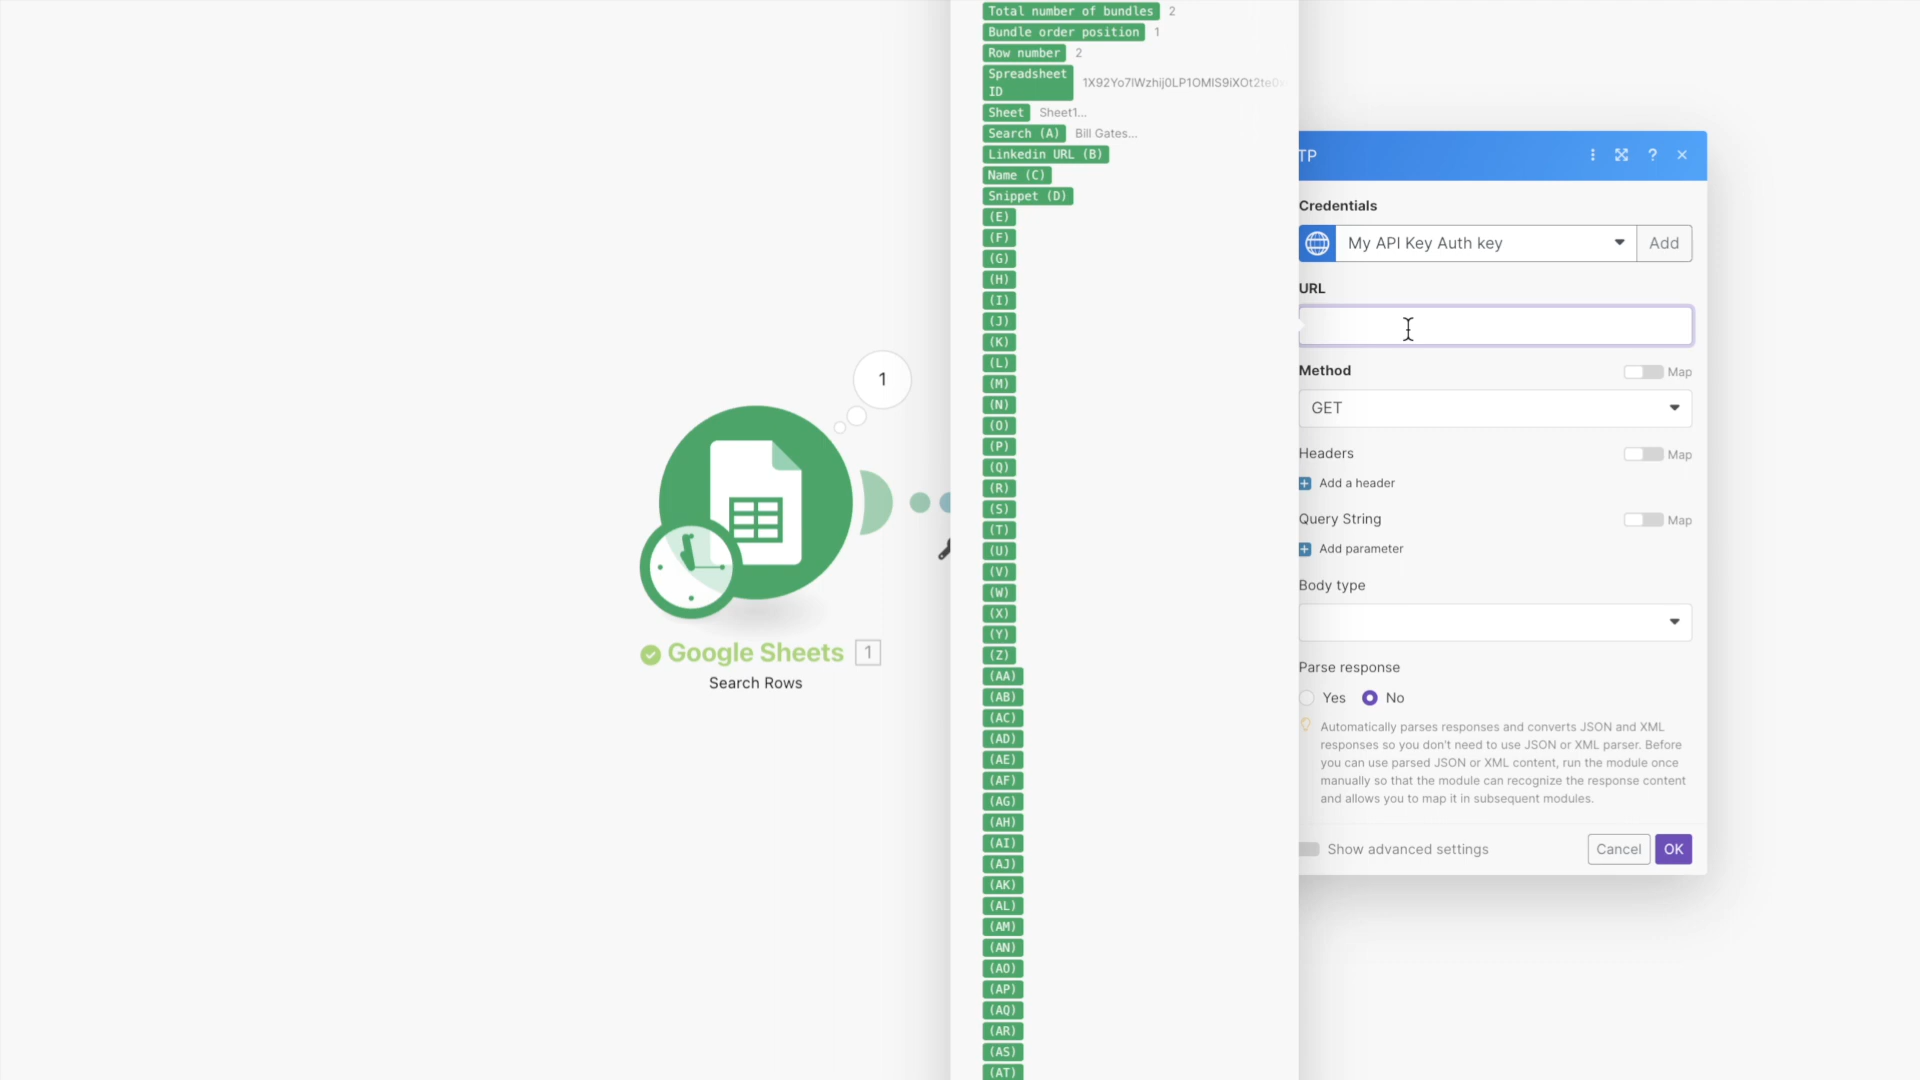 1
Google Sheets 1
Search Rows
Total number of bundles 2
Bundle order position 1
Row number 2
Spreadsheet
ID
Sheet Sheet1...
Search (A) Bill Gates...
Linkedin URL (B)
Name (C)
Snippet (D)
(E)
(F)
(G)
(H)
(I)
(J)
(K)
(L)
(M)
(N)
(O)
(P)
(Q)
(R)
(S)
(T)
(U)
(V)
(W)
(X)
(Y)
(Z)
(AA)
(AB)
(AC)
(AD)
(AE)
(AF)
(AG)
(AH)
(AI)
(AJ)
(AK)
(AL)
(AM)
(AN)
(AO)
(AP)
(AQ)
(AR)
(AS)
(AT)
TP ?
Credentials
My API Key Auth key Add
URL
Method Map
GET
Headers Map
Add a header
Query String Map
Add parameter
Body type
Parse response
Yes No
Automatically parses responses and converts JSON and XML
responses so you don't need to use JSON or XML parser. Before
you can use parsed JSON or XML content, run the module once
manually so that the module can recognize the response content
and allows you to map it in subsequent modules.
Show advanced settings Cancel OK